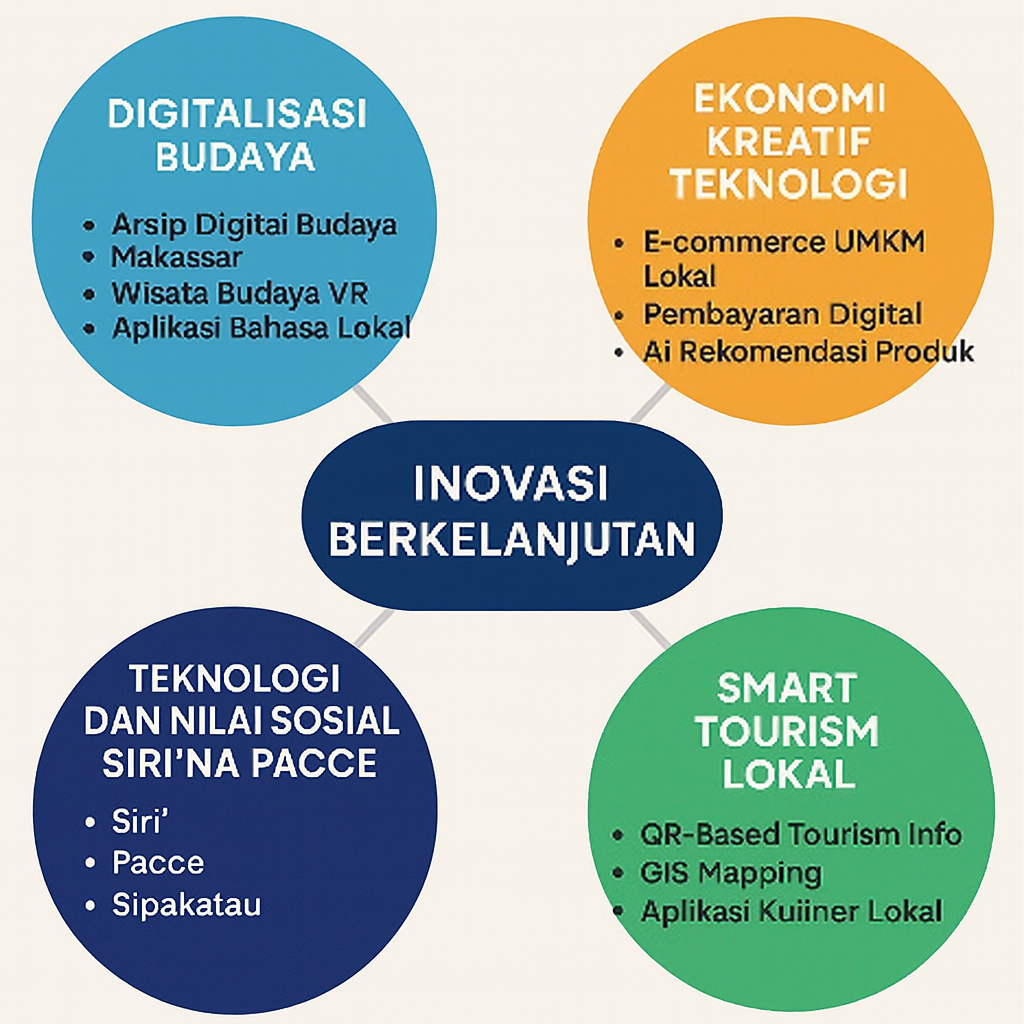 DIGITALISASI
BUDAYA
• Arsip Digitai Budaya
• Makassar
• Wisata Budaya VR
• Aplikasi Bahasa Lokal
EKONOMI
KREATIF
TEKNOLOGI
• E-commerce UMKM
Lokal
• Pembayaran Digital
• Ai Rekomendasi Produk
INOVASI
BERKELANJUTAN
TEKNOLOGI
DAN NILAI SOSIAL
SIRI’NA PACCE
• Siri’
• Pacce
• Sipakatau
SMART
TOURISM
LOKAL
• QR-Based Tourism Info
• GIS Mapping
• Aplikasi Kuiiner Lokal